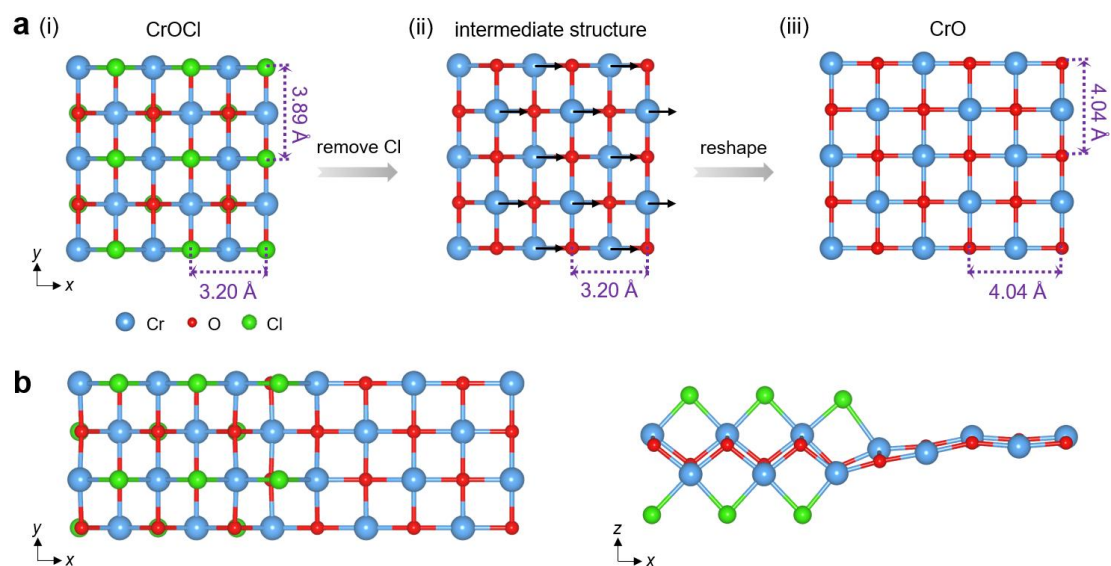 a (i) CrOCl (ii) intermediate structure (iii) CrO
3.89 Å
4.04 Å
remove Cl
reshape
y
x
3.20 Å
3.20 Å
4.04 Å
Cr O Cl
b
y
x
z
x